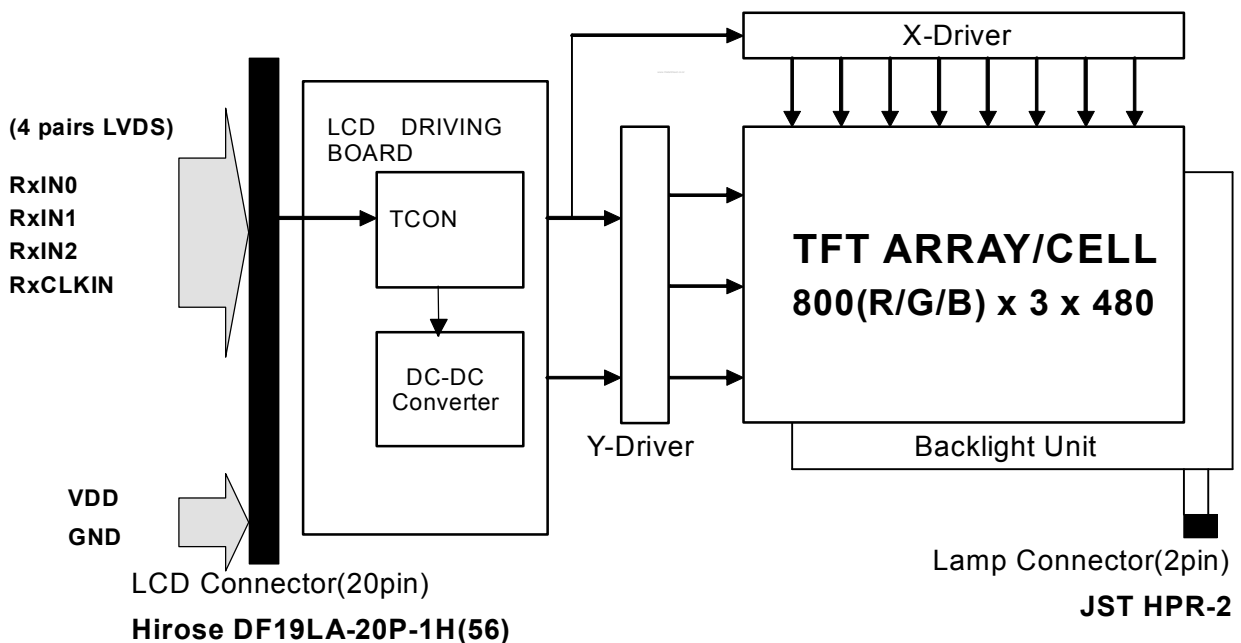 X-Driver
(4 pairs LVDS)
RxIN0
RxIN1
RxIN2
RxCLKIN
LCD DRIVING
BOARD
TCON
DC-DC
Converter
Y-Driver
TFT ARRAY/CELL
800(R/G/B) x 3 x 480
Backlight Unit
VDD
GND
LCD Connector(20pin)
Hirose DF19LA-20P-1H(56)
Lamp Connector(2pin)
JST HPR-2